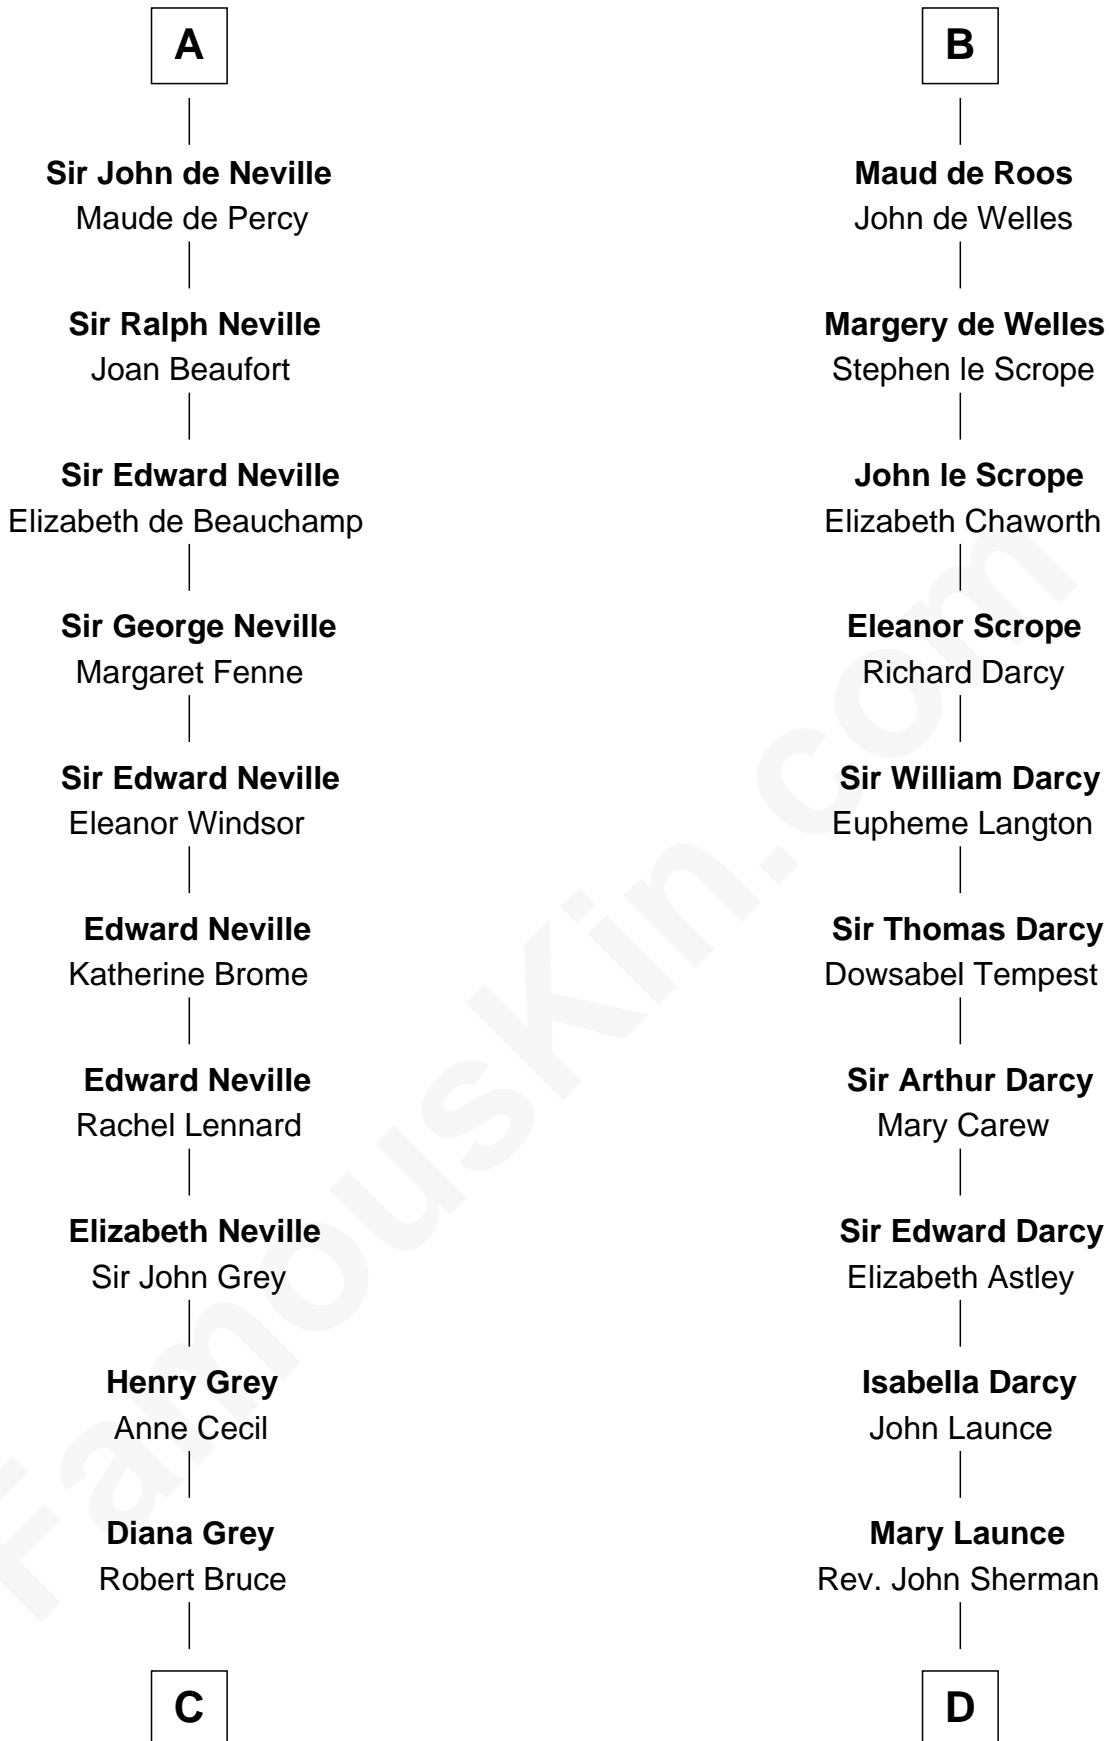 A
Sir John de Neville
Maude de Percy
Sir Ralph Neville
Joan Beaufort
Sir Edward Neville
Elizabeth de Beauchamp
Sir George Neville
Margaret Fenne
Sir Edward Neville
Eleanor Windsor
Edward Neville
Katherine Brome
Edward Neville
Rachel Lennard
Elizabeth Neville
Sir John Grey
Henry Grey
Anne Cecil
Diana Grey
Robert Bruce
C
B
Maud de Roos
John de Welles
Margery de Welles
Stephen le Scrope
John le Scrope
Elizabeth Chaworth
Eleanor Scrope
Richard Darcy
Sir William Darcy
Eupheme Langton
Sir Thomas Darcy
Dowsabel Tempest
Sir Arthur Darcy
Mary Carew
Sir Edward Darcy
Elizabeth Astley
Isabella Darcy
John Launce
Mary Launce
Rev. John Sherman
D
FamousKin.com